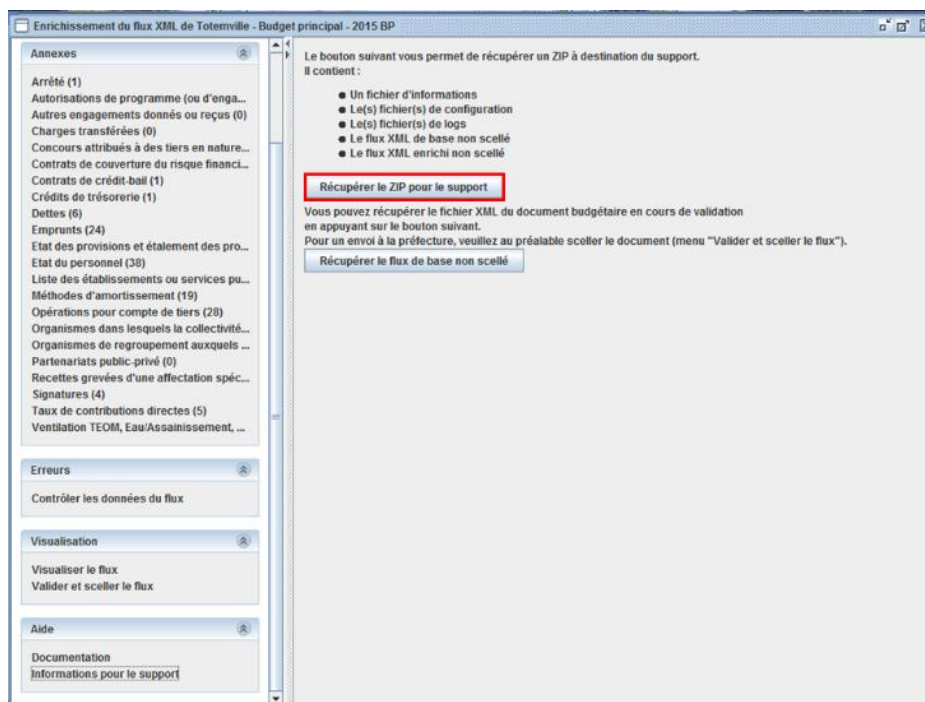 Enrichissement du flux XML de Totemville - Budget principal - 2015 BP
Annexes
Arrêté (1)
Autorisations de programme (ou d'enga...
Autres engagements donnés ou reçus (0)
Charges transférées (0)
Concours attribués à des tiers en nature...
Contrats de couverture du risque financi...
Contrats de crédit-bail (1)
Crédits de trésorerie (1)
Dettes (6)
Emprunts (24)
Etat des provisions et étalement des pro...
Etat du personnel (38)
Liste des établissements ou services pu...
Méthodes d'amortissement (19)
Opérations pour compte de tiers (28)
Organismes dans lesquels la collectivité...
Organismes de regroupement auxquels ...
Partenariats public-privé (0)
Recettes grevées d'une affectation spéc...
Signatures (4)
Taux de contributions directes (5)
Ventilation TEOM, Eau/Assainissement, ...
Erreurs
Contrôler les données du flux
Visualisation
Visualiser le flux
Valider et sceller le flux
Aide
Documentation
Informations pour le support
Le bouton suivant vous permet de récupérer un ZIP à destination du support.
Il contient :
Un fichier d'informations
Le(s) fichier(s) de configuration
Le(s) fichier(s) de logs
Le flux XML de base non scellé
Le flux XML enrichi non scellé
Récupérer le ZIP pour le support
Vous pouvez récupérer le fichier XML du document budgétaire en cours de validation
en appuyant sur le bouton suivant.
Pour un envoi à la préfecture, veuillez au préalable sceller le document (menu "Valider et sceller le flux").
Récupérer le flux de base non scellé